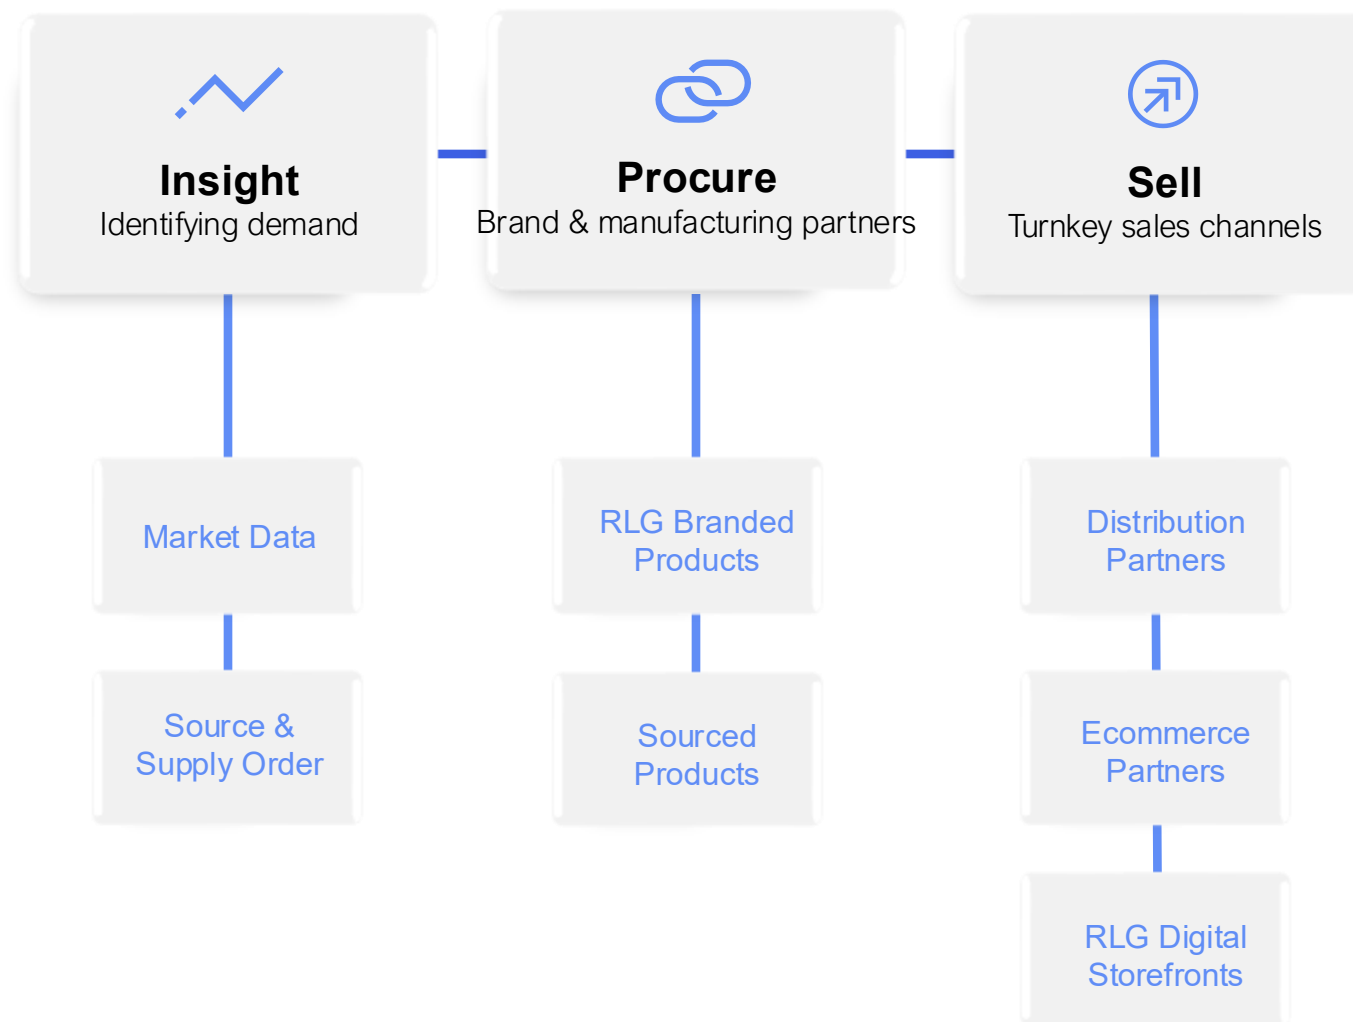 Insight
Identifying demand
Procure
Brand & manufacturing partners
Sell
Turnkey sales channels
Market Data
RLG Branded
Products
Distribution
Partners
Source &
Supply Order
Sourced
Products
Ecommerce
Partners
RLG Digital
Storefronts